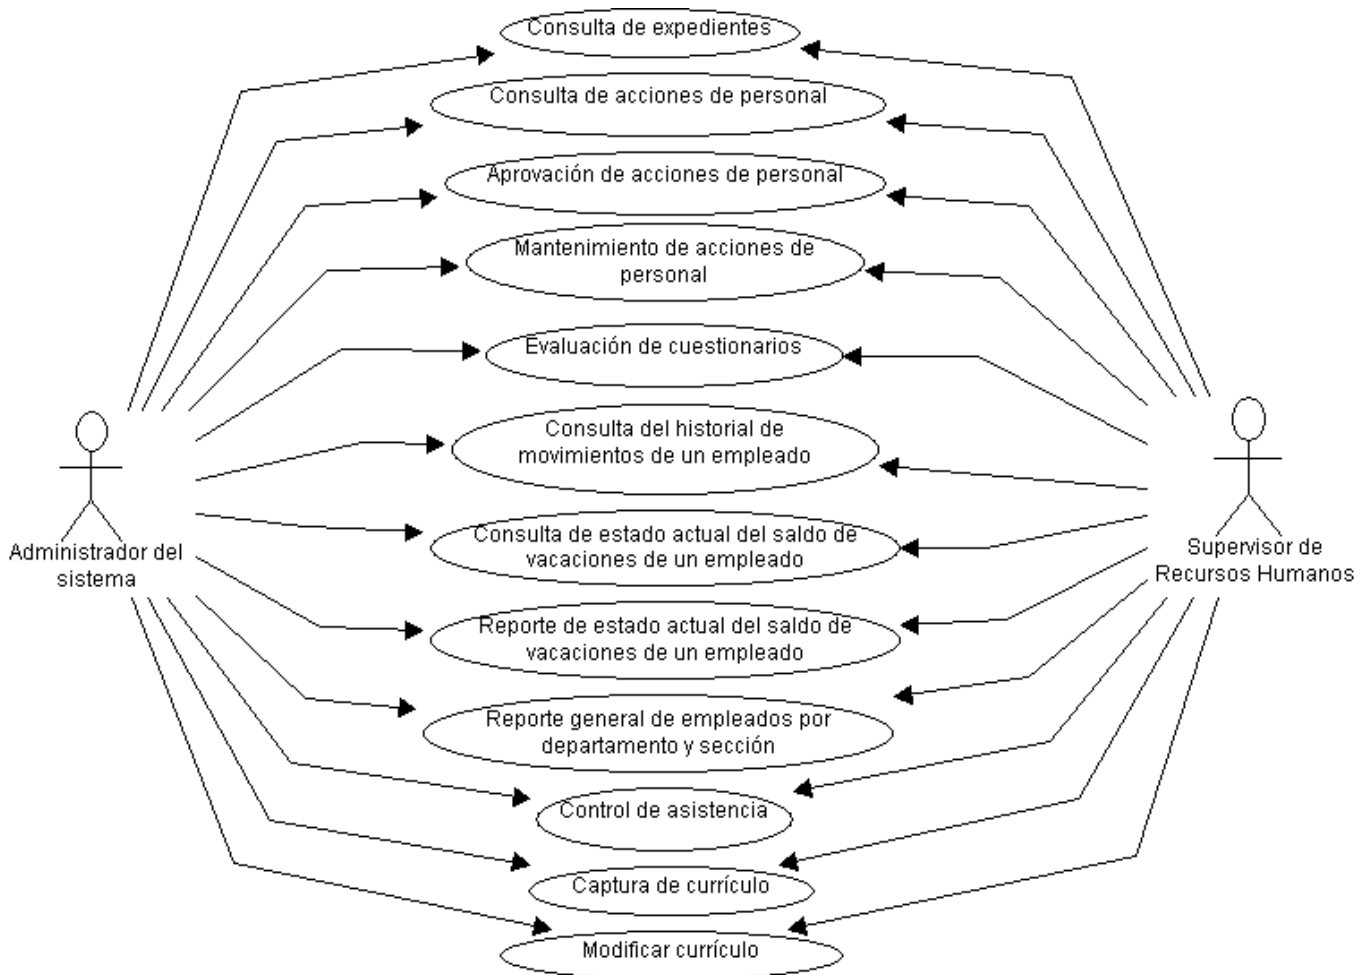 Consulta de expedientes
Consulta de acciones de personal
Aprovación de acciones de personal
Mantenimiento de acciones de
personal
Evaluación de cuestionarios
Consulta del historial de
movimientos de un empleado
Consulta de estado actual del saldo de
vacaciones de un empleado
Administrador del
sistema
Supervisor de
Recursos Humanos
Reporte de estado actual del saldo de
vacaciones de un empleado
Reporte general de empleados por
departamento y sección
Control de asistencia
Captura de currículo
Modificar currículo